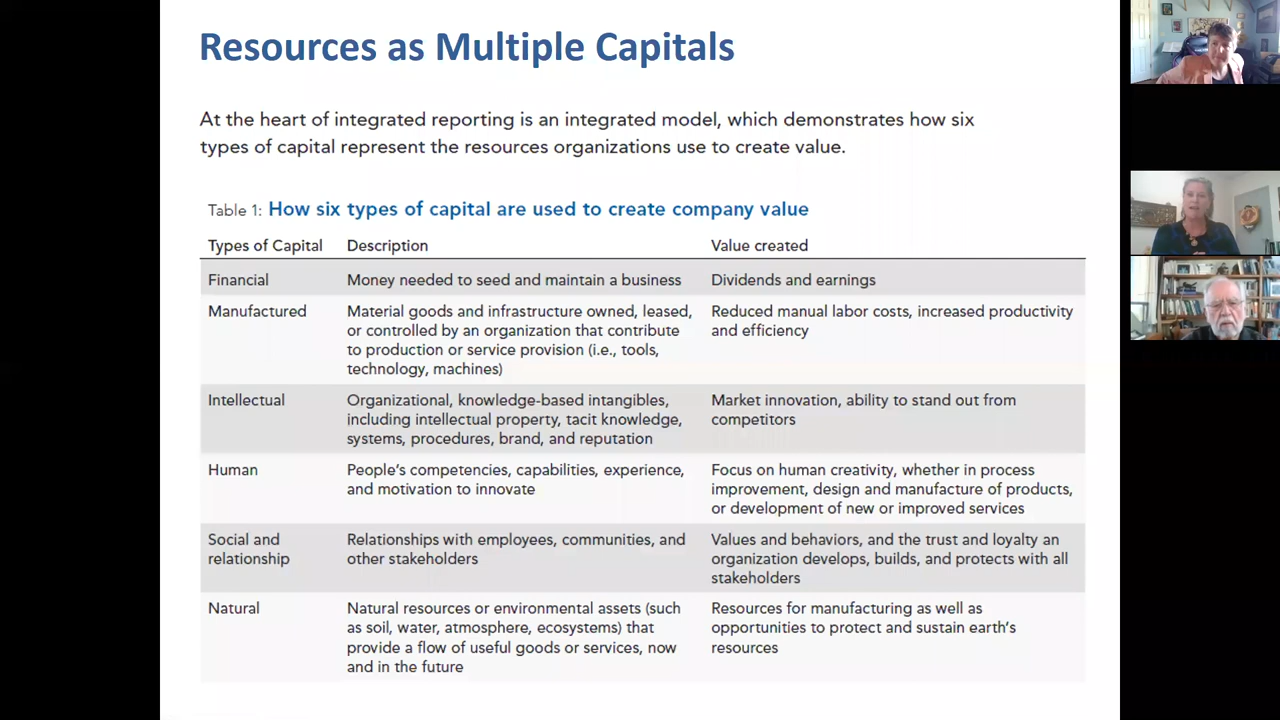 Resources as Multiple Capitals
At the heart of integrated reporting is an integrated model, which demonstrates how six
types of capital represent the resources organizations use to create value.
Table 1: How six types of capital are used to create company value
Types of Capital Description Value created
Financial Money needed to seed and maintain a business Dividends and earnings
Manufactured Material goods and infrastructure owned, leased, Reduced manual labor costs, increased productivity
or controlled by an organization that contribute and efficiency
to production or service provision (i.e., tools,
technology, machines)
Intellectual Organizational, knowledge-based intangibles, Market innovation, ability to stand out from
including intellectual property, tacit knowledge, competitors
systems, procedures, brand, and reputation
Human People's competencies, capabilities, experience, Focus on human creativity, whether in process
and motivation to innovate improvement, design and manufacture of products,
or development of new or improved services
Social and Relationships with employees, communities, and Values and behaviors, and the trust and loyalty an
relationship other stakeholders organization develops, builds, and protects with all
stakeholders
Natural Natural resources or environmental assets (such Resources for manufacturing as well as
as soil, water, atmosphere, ecosystems) that opportunities to protect and sustain earth's
provide a flow of useful goods or services, now resources
and in the future